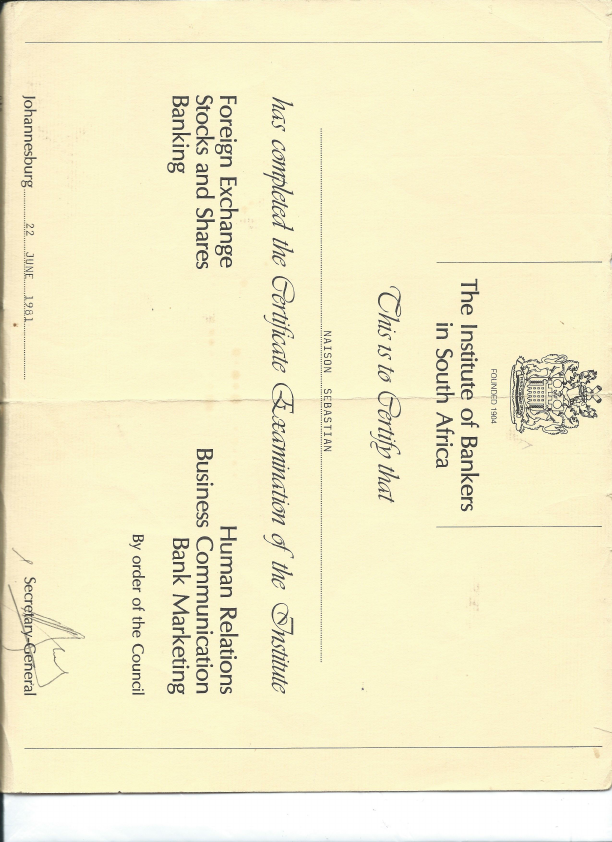 FOUNDED 1904
The Institute of Bankers
in South Africa
This is to Certify that
NAISON SEBASTIAN
has completed the Certificate Examination of the Institute
Foreign Exchange
Stocks and Shares
Banking
Human Relations
Business Communication
Bank Marketing
By order of the Council
Johannesburg 22 JUNE 1981
Secretary-General